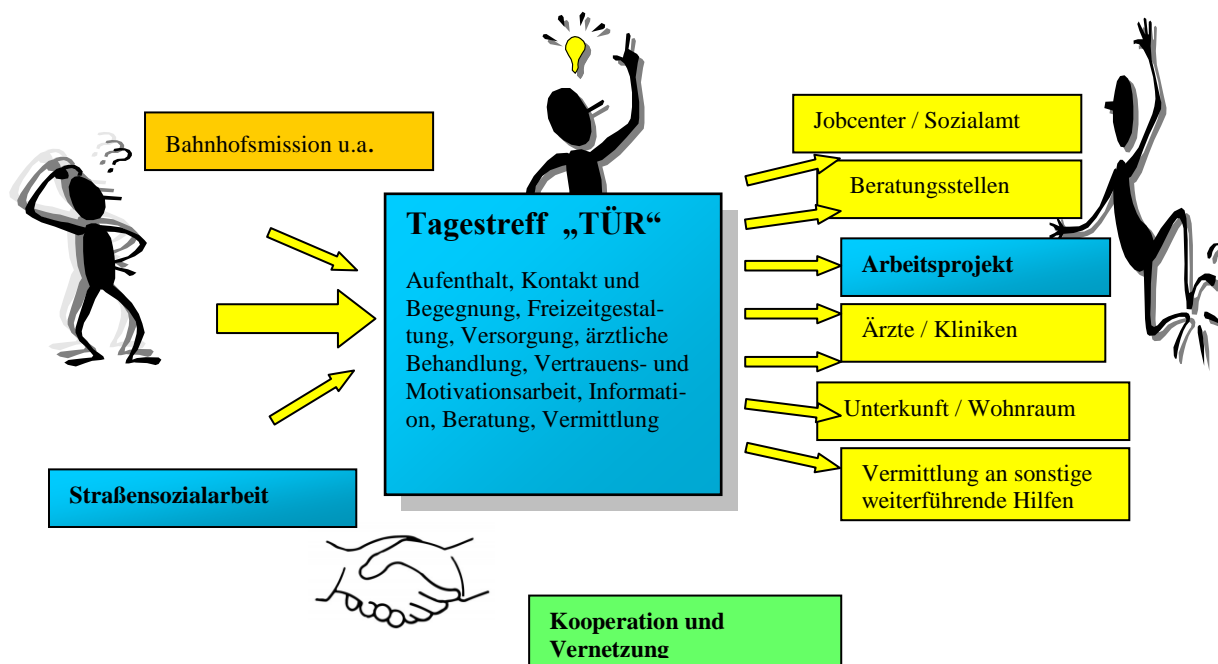 Bahnhofsmission u.a.
Straßensozialarbeit
Tagestreff „TÜR“
Aufenthalt, Kontakt und
Begegnung, Freizeitgestal-
tung, Versorgung, ärztliche
Behandlung, Vertrauens- und
Motivationsarbeit, Informati-
on, Beratung, Vermittlung
Jobcenter / Sozialamt
Beratungsstellen
Arbeitsprojekt
Ärzte / Kliniken
Unterkunft / Wohnraum
Vermittlung an sonstige
weiterführende Hilfen
Kooperation und
Vernetzung